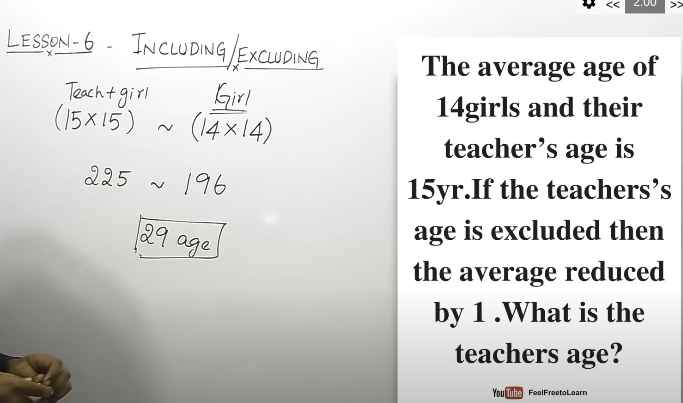 << 2.00 >>
LESSON-6 - INCLUDING/EXCLUDING
Teach+girl Girl
(15×15) ~ (14×14)
225 ~ 196
29 age
The average age of
14girls and their
teacher's age is
15yr.If the teachers's
age is excluded then
the average reduced
by 1 .What is the
teachers age?
YouTube FeelFreetoLearn